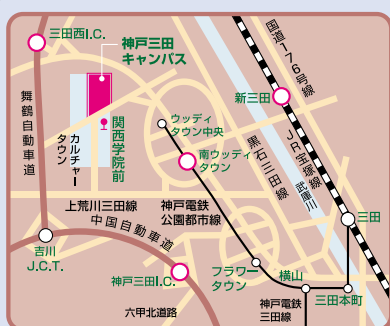 三田西I.C.
神戸三田
キャンパス
国道176号線
舞鶴自動車道
カルチャー
タウン
関西学院前
ウッディ
タウン中央
新三田
南ウッディ
タウン
黒石三田線
JR宝塚線
武庫川
上荒川三田線
神戸電鉄
公園都市線
三田
中国自動車道
吉川
J.C.T.
神戸三田I.C.
フラワー
タウン
横山
三田本町
神戸電鉄
三田線
六甲北道路